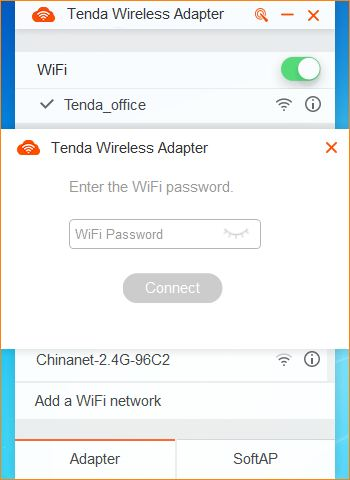 Tenda Wireless Adapter
WiFi
Tenda_office
Tenda Wireless Adapter
Enter the WiFi password.
WiFi Password
Connect
Chinanet-2.4G-96C2
Add a WiFi network
Adapter
SoftAP